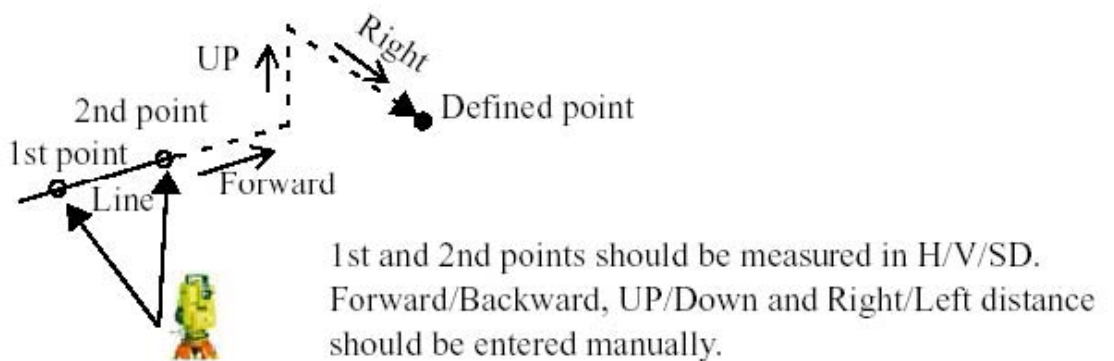 Right
UP
2nd point
Defined point
1st point
Line
Forward
1st and 2nd points should be measured in H/V/SD.
Forward/Backward, UP/Down and Right/Left distance
should be entered manually.